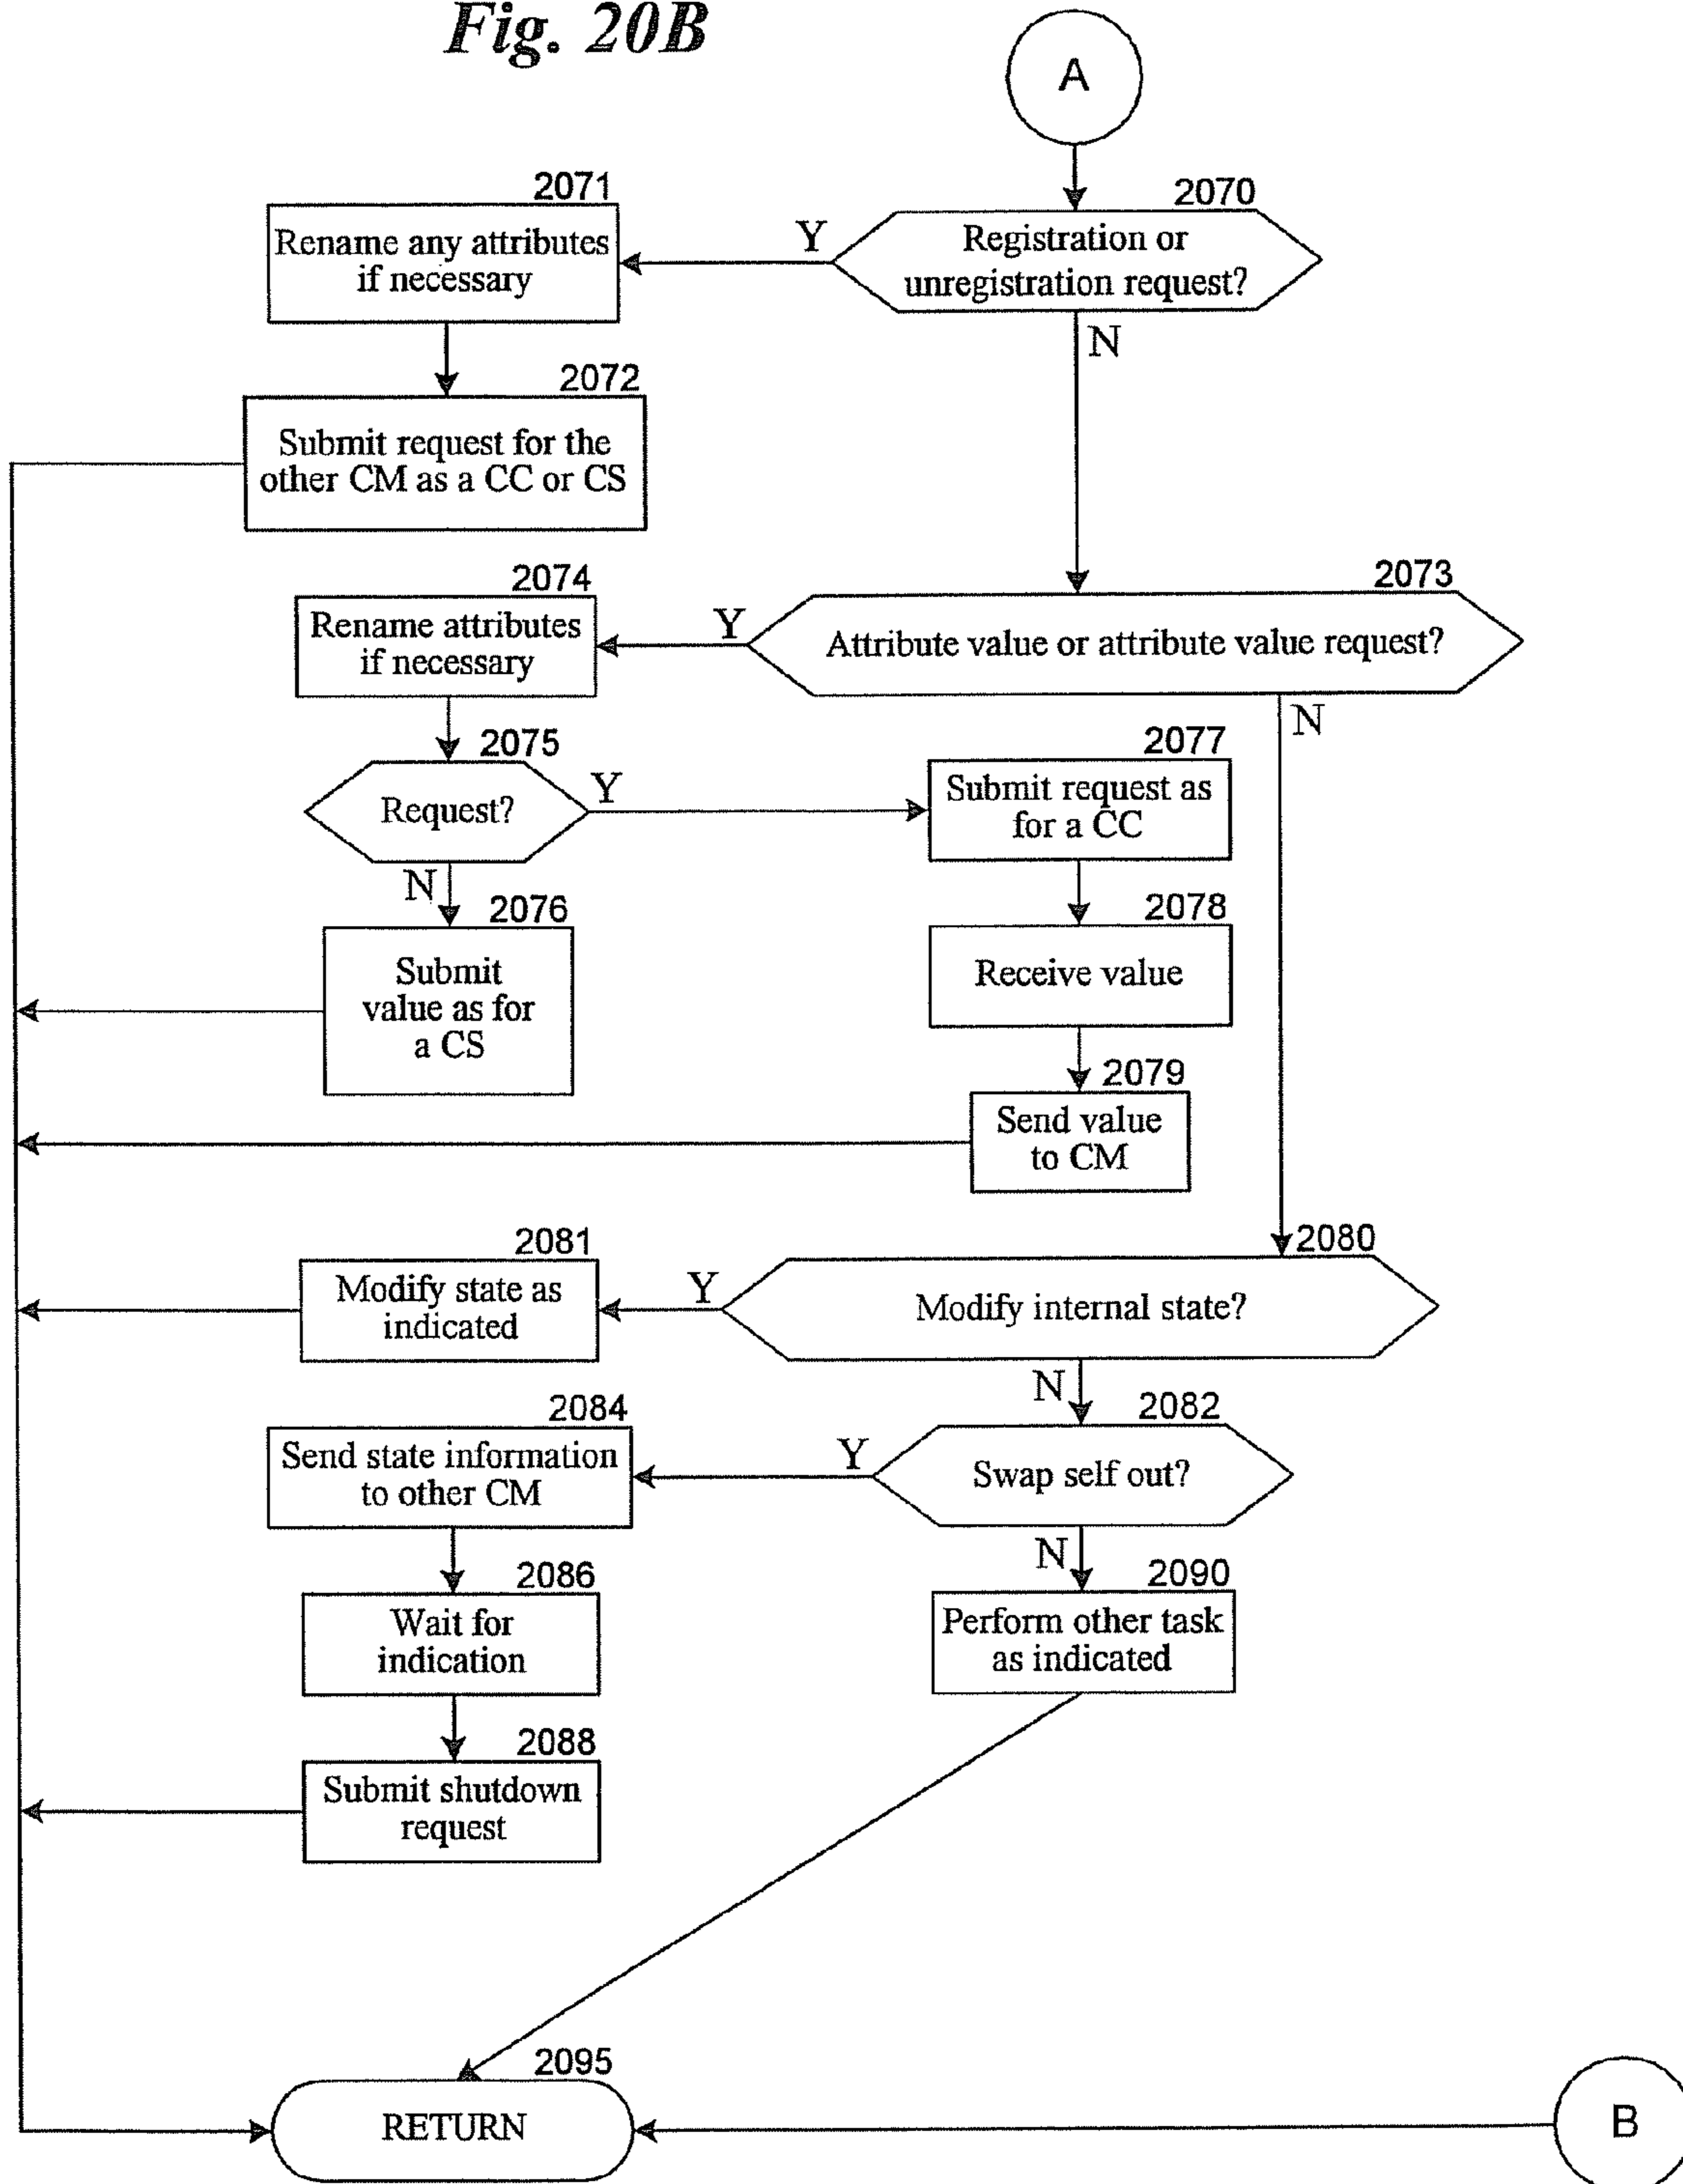 Fig. 20B
A
2070
Registration or
unregistration request?
Y
N
2071
Rename any attributes
if necessary
2072
Submit request for the
other CM as a CC or CS
2073
Attribute value or attribute value request?
Y
N
2074
Rename attributes
if necessary
2075
Request?
Y
N
2076
Submit
value as for
a CS
2077
Submit request as
for a CC
2078
Receive value
2079
Send value
to CM
2080
Modify internal state?
Y
N
2081
Modify state as
indicated
2082
Swap self out?
Y
N
2084
Send state information
to other CM
2086
Wait for
indication
2088
Submit shutdown
request
2090
Perform other task
as indicated
2095
RETURN
B